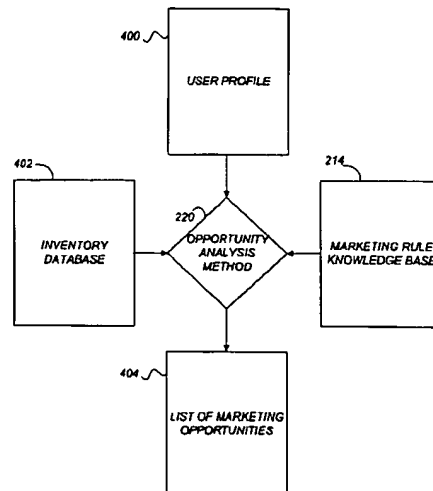 400
USER PROFILE
402
214
220
INVENTORY
DATABASE
OPPORTUNITY
ANALYSIS
METHOD
MARKETING RULE
KNOWLEDGE BASE
404
LIST OF MARKETING
OPPORTUNITIES